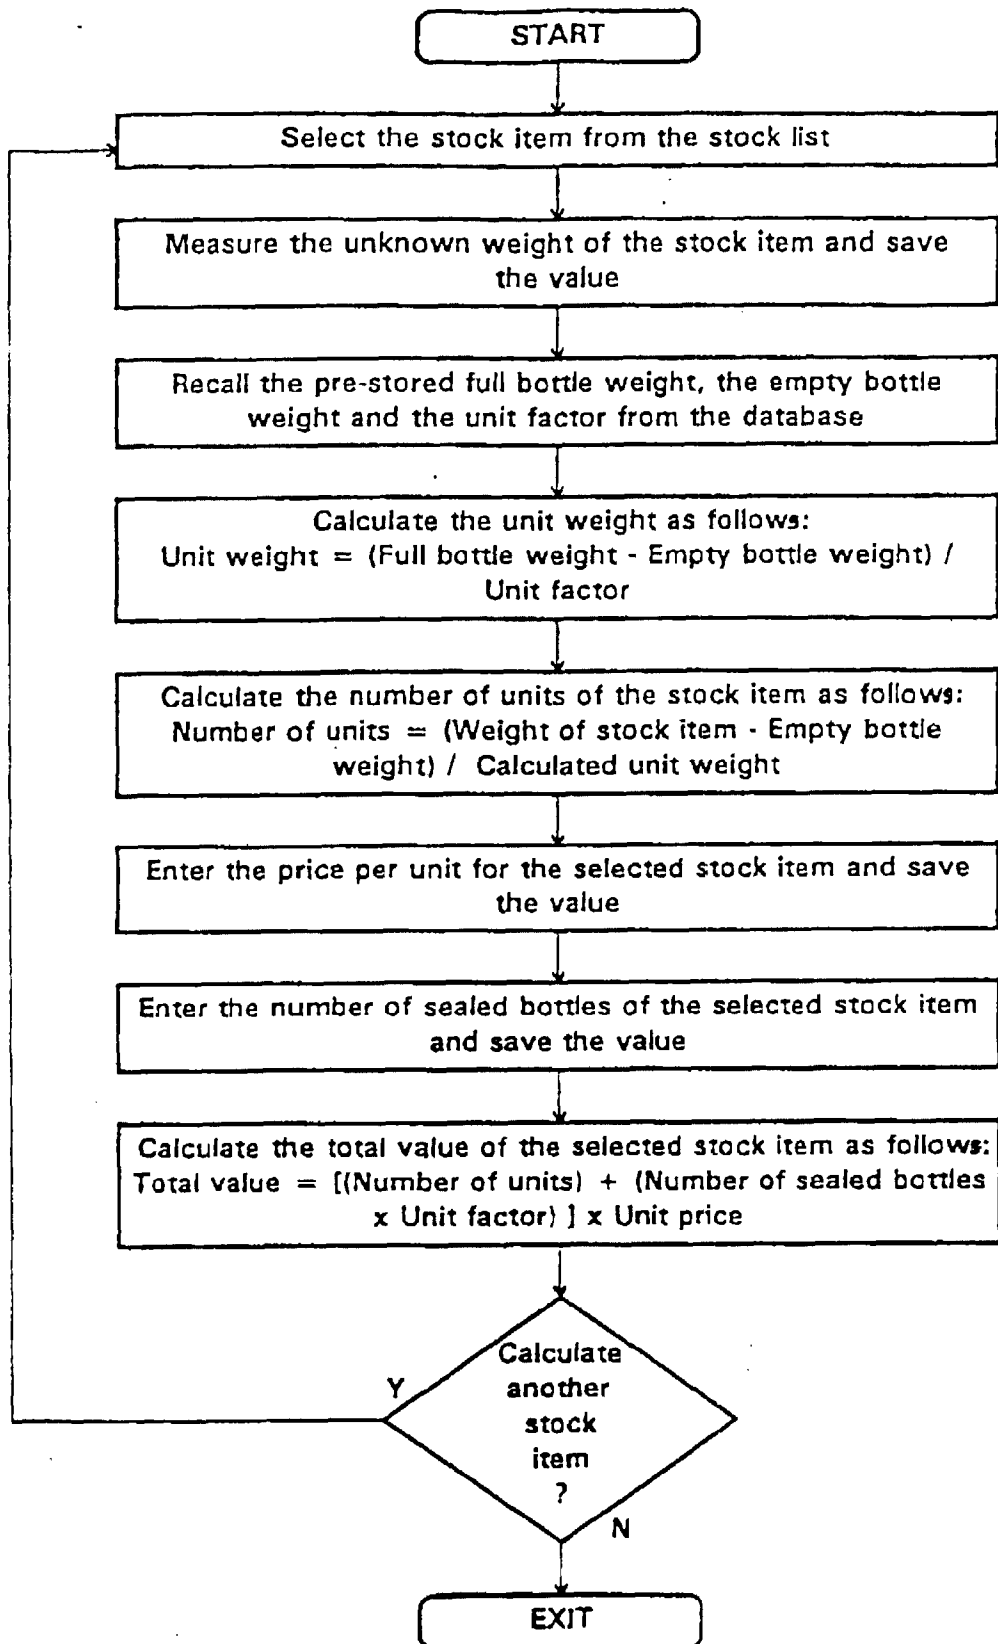 START
Select the stock item from the stock list
Measure the unknown weight of the stock item and save
the value
Recall the pre-stored full bottle weight, the empty bottle
weight and the unit factor from the database
Calculate the unit weight as follows:
Unit weight = (Full bottle weight - Empty bottle weight) /
Unit factor
Calculate the number of units of the stock item as follows:
Number of units = (Weight of stock item - Empty bottle
weight) / Calculated unit weight
Enter the price per unit for the selected stock item and save
the value
Enter the number of sealed bottles of the selected stock item
and save the value
Calculate the total value of the selected stock item as follows:
Total value = [(Number of units) + (Number of sealed bottles
x Unit factor) ] x Unit price
Calculate
another
stock
item
?
Y
N
EXIT